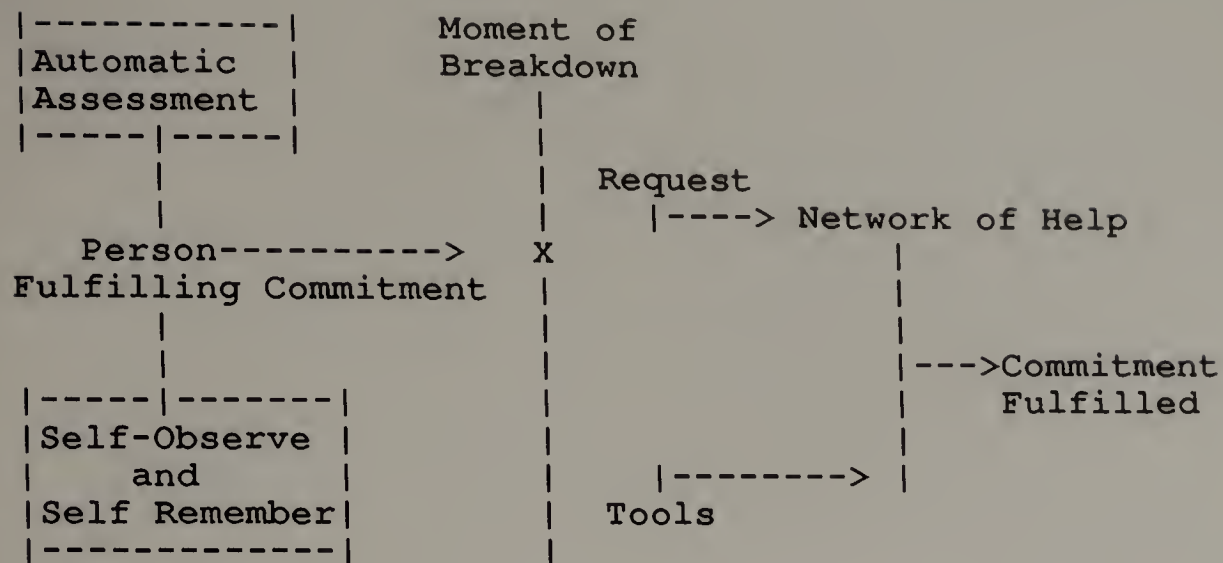 |-----------|
|Automatic |
|Assessment |
|-----|-----|
Moment of
Breakdown
Person----------> X
Fulfilling Commitment
Request
|----> Network of Help
|--->Commitment
Fulfilled
|-----|-------|
|Self-Observe |
| and |
|Self Remember|
|-------------|
|--------> |
Tools